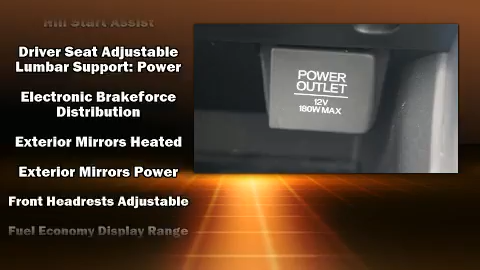 Hill Start Assist
Driver Seat Adjustable
Lumbar Support: Power
Electronic Brakeforce
Distribution
Exterior Mirrors Heated
Exterior Mirrors Power
Front Headrests Adjustable
Fuel Economy Display Range
POWER
OUTLET
12V
180W MAX